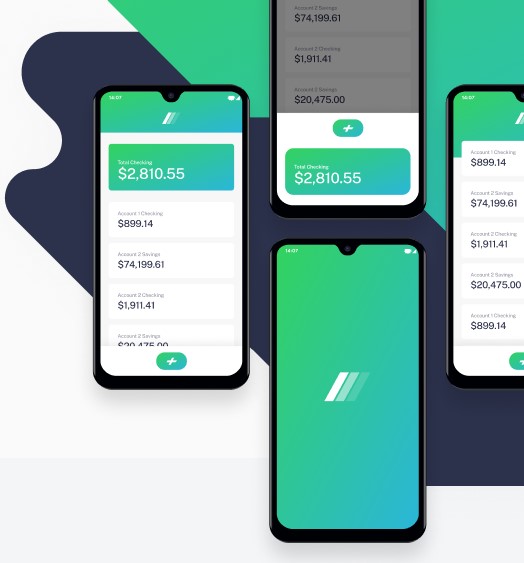 Account 2 Savings
$74,199.61
Account 2 Checking
$1,911.41
Account 2 Savings
$20,475.00
Total Checking
$2,810.55
14:07
Total Checking
$2,810.55
Account 1 Checking
$899.14
Account 2 Savings
$74,199.61
Account 2 Checking
$1,911.41
Account 2 Savings
$20,475.00
14:07
14:07
Account 1 Checking
$899.14
Account 2 Savings
$74,199.61
Account 2 Checking
$1,911.41
Account 2 Savings
$20,475.00
Account 1 Checking
$899.14